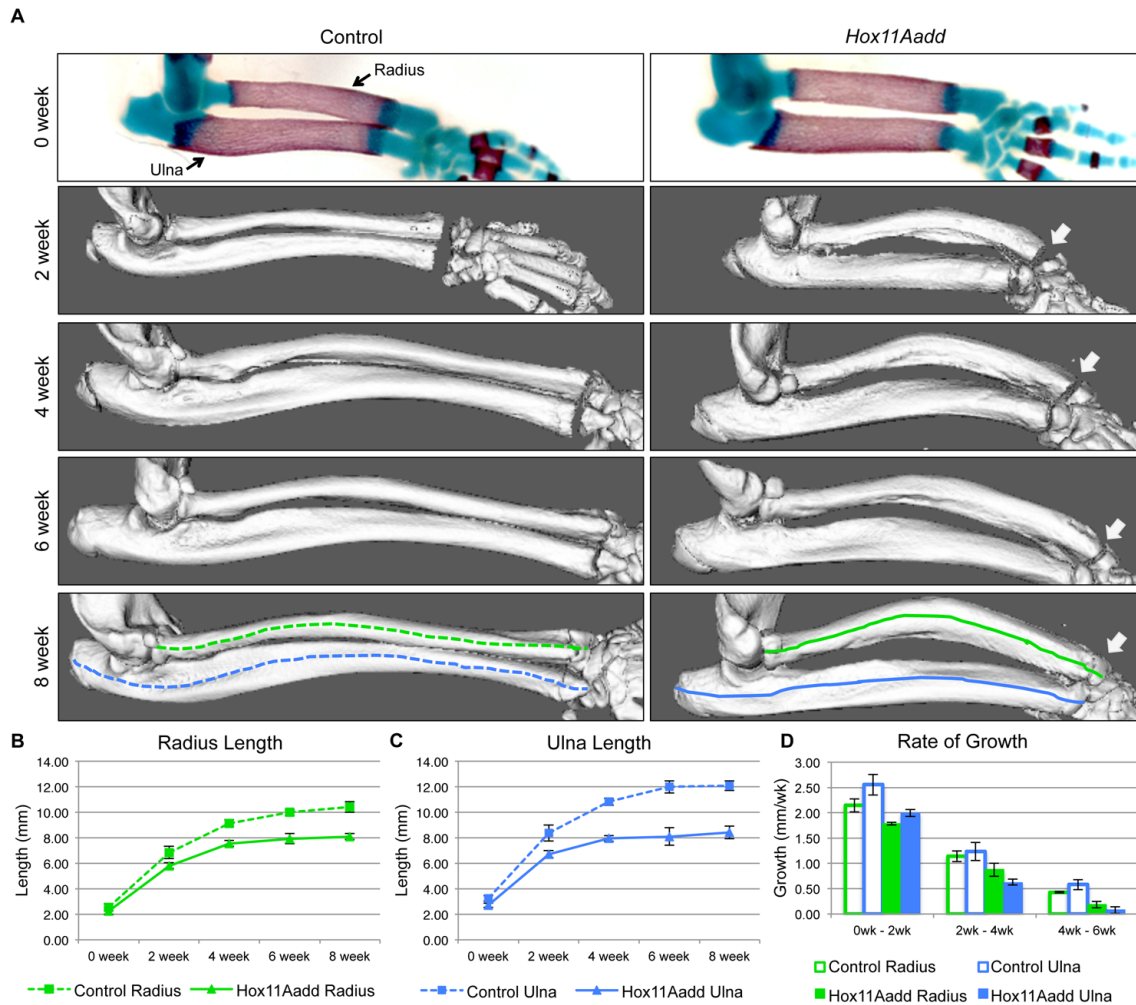 A
Control
Hox11Aadd
0 week
Radius
Ulna
2 week
4 week
6 week
8 week
B
Radius Length
Length (mm)
14.00
12.00
10.00
8.00
6.00
4.00
2.00
0.00
0 week 2 week 4 week 6 week 8 week
Control Radius Hox11Aadd Radius
C
Ulna Length
Length (mm)
14.00
12.00
10.00
8.00
6.00
4.00
2.00
0.00
0 week 2 week 4 week 6 week 8 week
Control Ulna Hox11Aadd Ulna
D
Rate of Growth
Growth (mm/wk)
3.00
2.50
2.00
1.50
1.00
0.50
0.00
0wk - 2wk 2wk - 4wk 4wk - 6wk
Control Radius Control Ulna
Hox11Aadd Radius Hox11Aadd Ulna